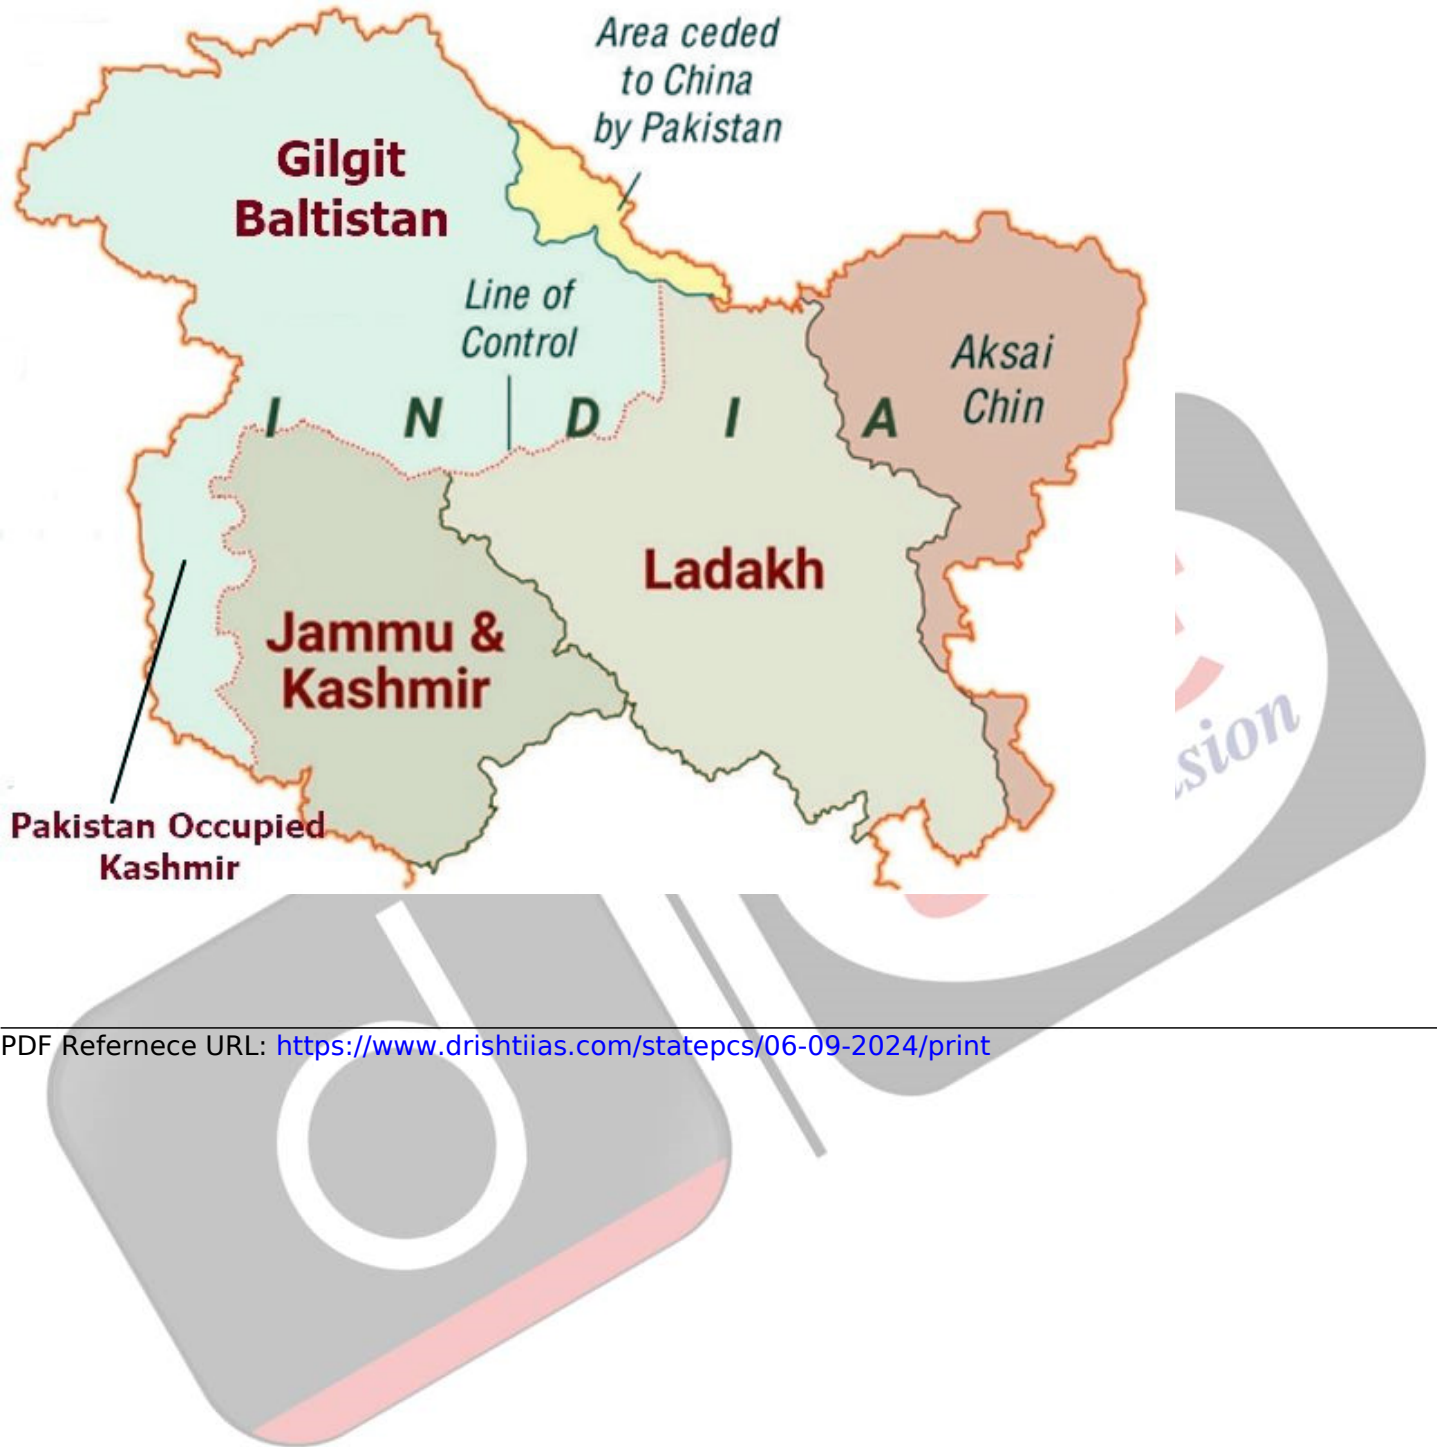 Area ceded
to China
by Pakistan
Gilgit
Baltistan
Line of
Control
Aksai
Chin
I N D I A
Ladakh
Jammu &
Kashmir
Pakistan Occupied
Kashmir
sion
PDF Refernece URL: https://www.drishtiias.com/statepcs/06-09-2024/print